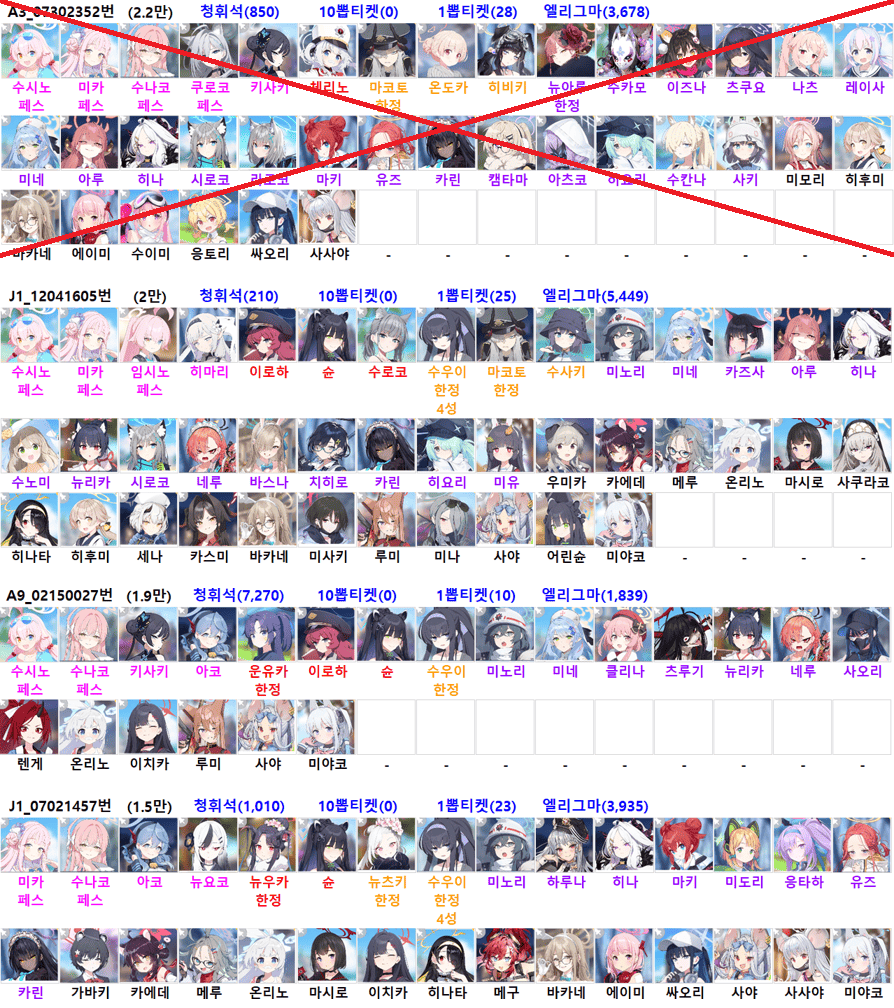 A3_07302352번 (2.2만) 청휘석(850) 10뽑티켓(0) 1뽑티켓(28) 엘리그마(3,678)
수시노 미카 수나코 쿠로코 키사키 체리노 마코토 온도카 히비키 뉴아루 수카모 이즈나 츠쿠요 나츠 레이사
페스 페스 페스 페스 한정 한정
미네 아루 히나 시로코 라로코 마키 유즈 카린 캠타마 아츠코 히요리 수칸나 사키 미모리 히후미
바카네 에이미 수이미 응토리 싸오리 사사야 - - - - - - - - -
J1_12041605번 (2만) 청휘석(210) 10뽑티켓(0) 1뽑티켓(25) 엘리그마(5,449)
수시노 미카 임시노 히마리 이로하 슌 수로코 수우이 마코토 수사키 미노리 미네 카즈사 아루 히나
페스 페스 페스 한정 한정
4성
수노미 뉴리카 시로코 네루 바스나 치히로 카린 히요리 미유 우미카 카에데 메루 온리노 마시로 사쿠라코
히나타 히후미 세나 카스미 바카네 미사키 루미 미나 사야 어린슌 미야코 - - - -
A9_02150027번 (1.9만) 청휘석(7,270) 10뽑티켓(0) 1뽑티켓(10) 엘리그마(1,839)
수시노 수나코 키사키 아코 운유카 이로하 슌 수우이 미노리 미네 클리나 츠루기 뉴리카 네루 사오리
페스 페스 한정 한정
렌게 온리노 이치카 루미 사야 미야코 - - - - - - - - -
J1_07021457번 (1.5만) 청휘석(1,010) 10뽑티켓(0) 1뽑티켓(23) 엘리그마(3,935)
미카 수나코 아코 뉴요코 뉴우카 슌 뉴츠키 수우이 미노리 하루나 히나 마키 미도리 응타하 유즈
페스 페스 한정 한정 한정
4성
카린 가바키 카에데 메루 온리노 마시로 이치카 히나타 메구 바카네 에이미 싸오리 사야 사사야 미야코